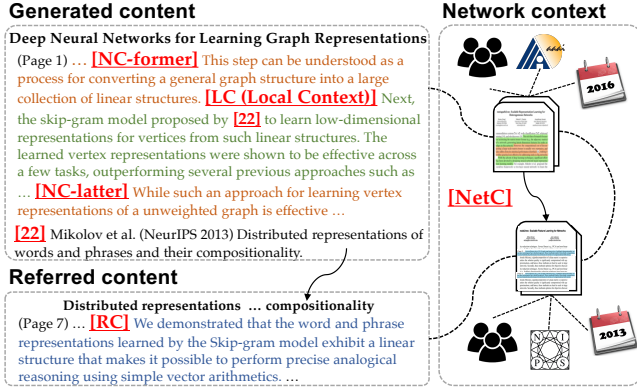 Generated content
Deep Neural Networks for Learning Graph Representations
(Page 1) … [NC-former] This step can be understood as a
process for converting a general graph structure into a large
collection of linear structures. [LC (Local Context)] Next,
the skip-gram model proposed by [22] to learn low-dimensional
representations for vertices from such linear structures. The
learned vertex representations were shown to be effective across
a few tasks, outperforming several previous approaches such as
… [NC-latter] While such an approach for learning vertex
representations of a unweighted graph is effective …
[22] Mikolov et al. (NeurIPS 2013) Distributed representations of
words and phrases and their compositionality.
Referred content
Distributed representations … compositionality
(Page 7) … [RC] We demonstrated that the word and phrase
representations learned by the Skip-gram model exhibit a linear
structure that makes it possible to perform precise analogical
reasoning using simple vector arithmetics. …
Network context
aaai
2016
[NetC]
N I
P S
2013